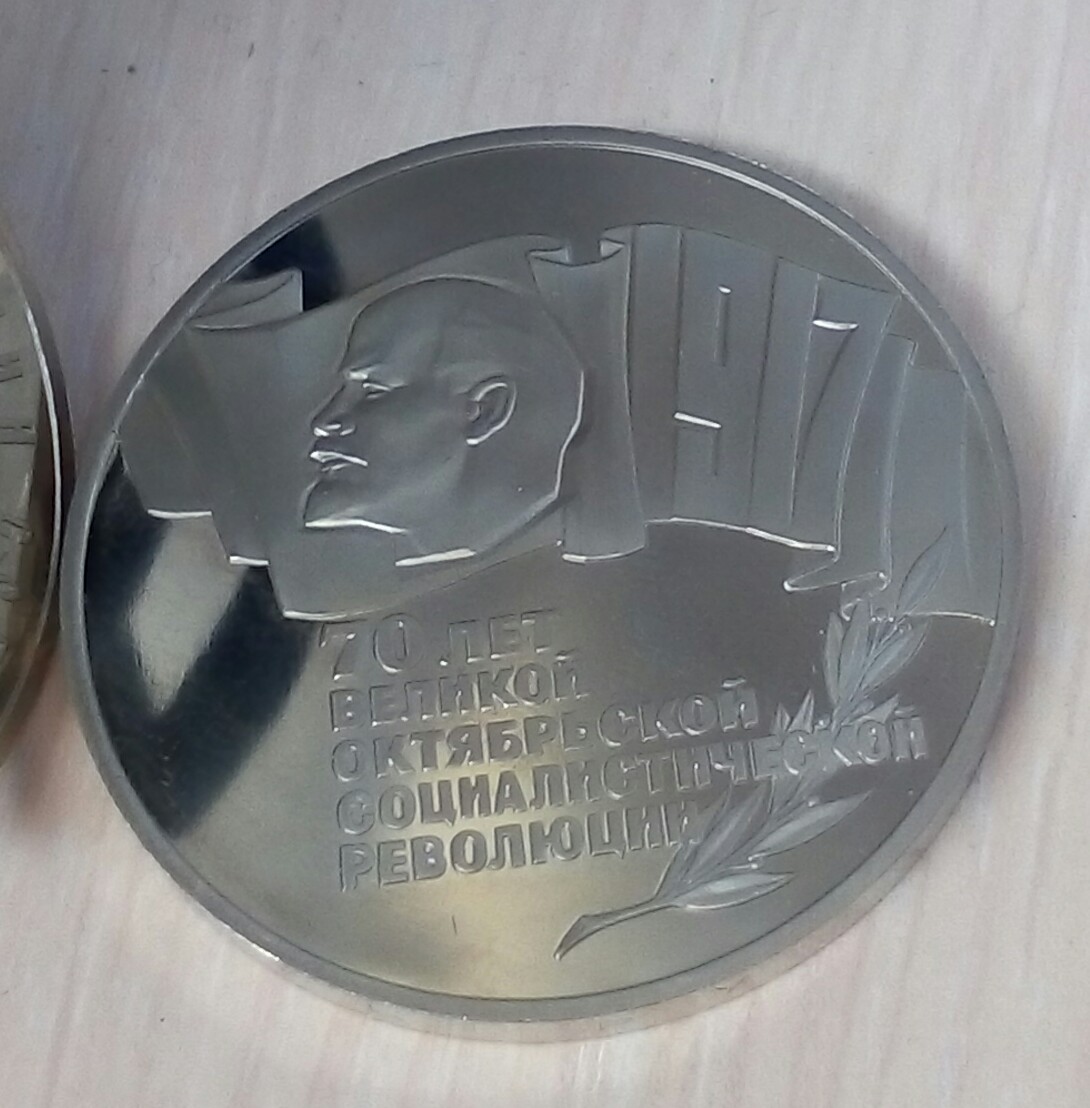 1917
70 ЛЕТ
ВЕЛИКОЙ
ОКТЯБРЬСКОЙ
СОЦИАЛИСТИЧЕСКОЙ
РЕВОЛЮЦИИ